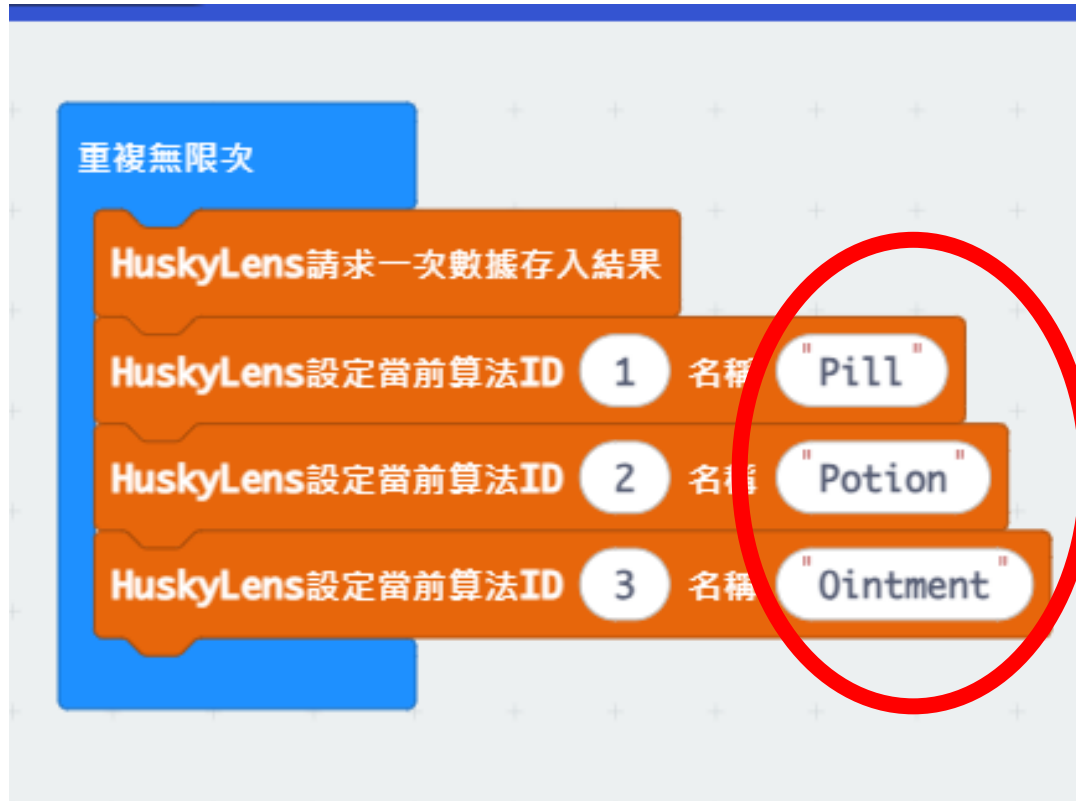 重複無限次
HuskyLens請求一次數據存入結果
HuskyLens設定當前算法ID 1 名稱 "Pill"
HuskyLens設定當前算法ID 2 名稱 "Potion"
HuskyLens設定當前算法ID 3 名稱 "Ointment"